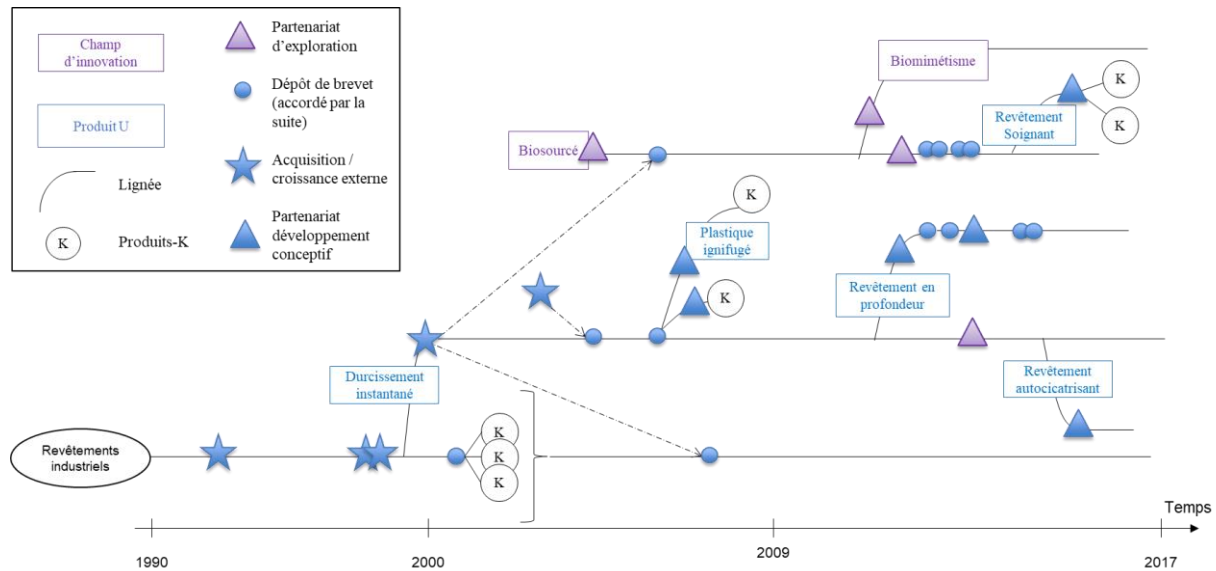 Champ
d'innovation
Produit U
Lignée
K
Produits-K
Partenariat
d'exploration
Dépôt de brevet
(accordé par la
suite)
Acquisition /
croissance externe
Partenariat
développement
conceptif
Biomimétisme
K
Revêtement
Soignant
K
Biosourcé
K
Plastique
ignifugé
K
Revêtement en
profondeur
Durcissement
instantané
Revêtement
autocicatrisant
Revêtements
industriels
K
K
K
Temps
1990
2000
2009
2017